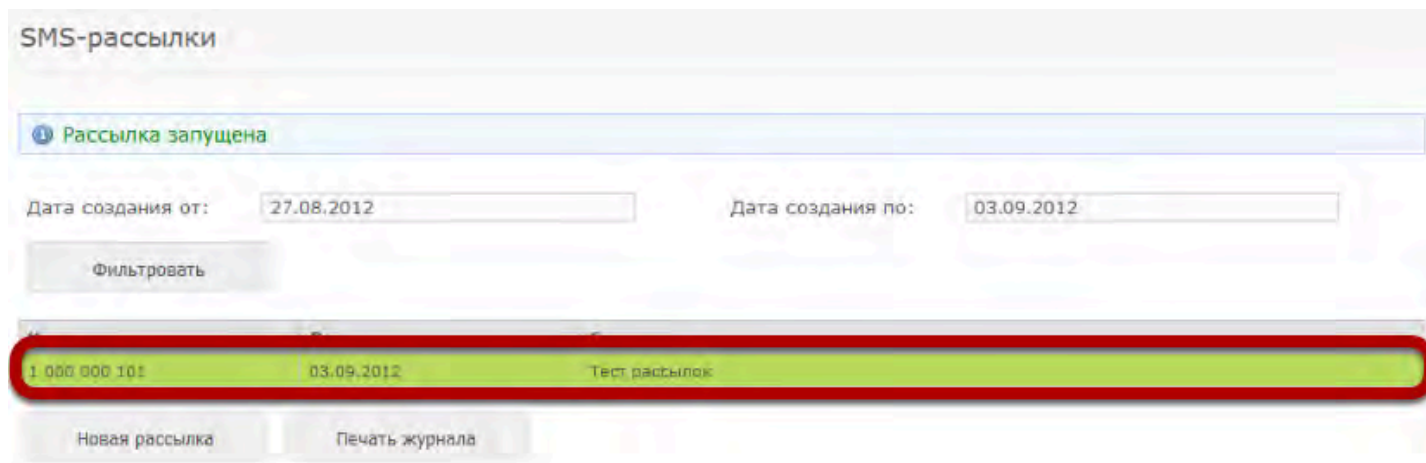 SMS-рассылки
Рассылка запущена
Дата создания от: 27.08.2012 Дата создания по: 03.09.2012
Фильтровать
1 000 000 101 03.09.2012 Тест рассылок
Новая рассылка Печать журнала